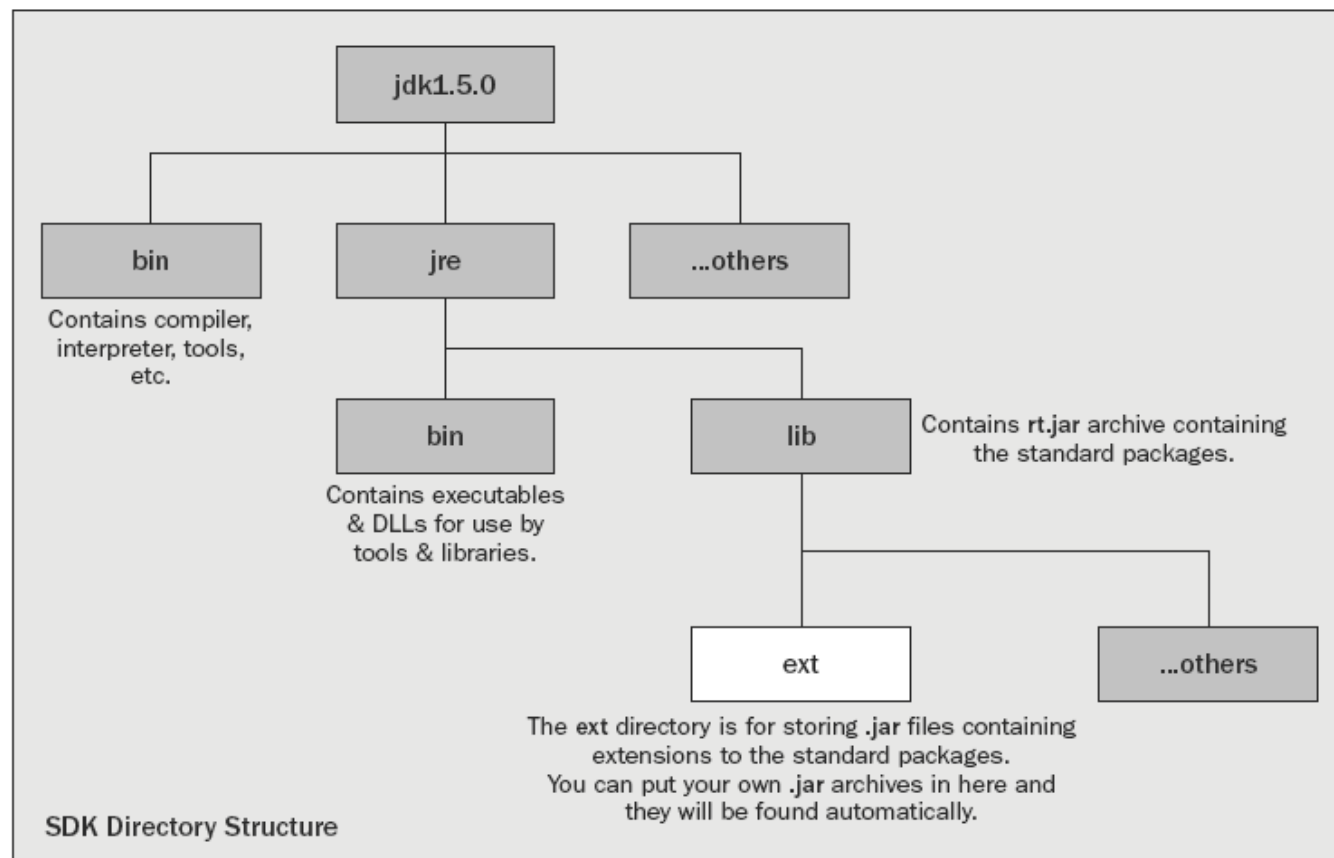 jdk1.5.0
bin
jre
...others
Contains compiler,
interpreter, tools,
etc.
bin
lib
Contains rt.jar archive containing
the standard packages.
Contains executables
& DLLs for use by
tools & libraries.
ext
...others
The ext directory is for storing .jar files containing
extensions to the standard packages.
You can put your own .jar archives in here and
they will be found automatically.
SDK Directory Structure